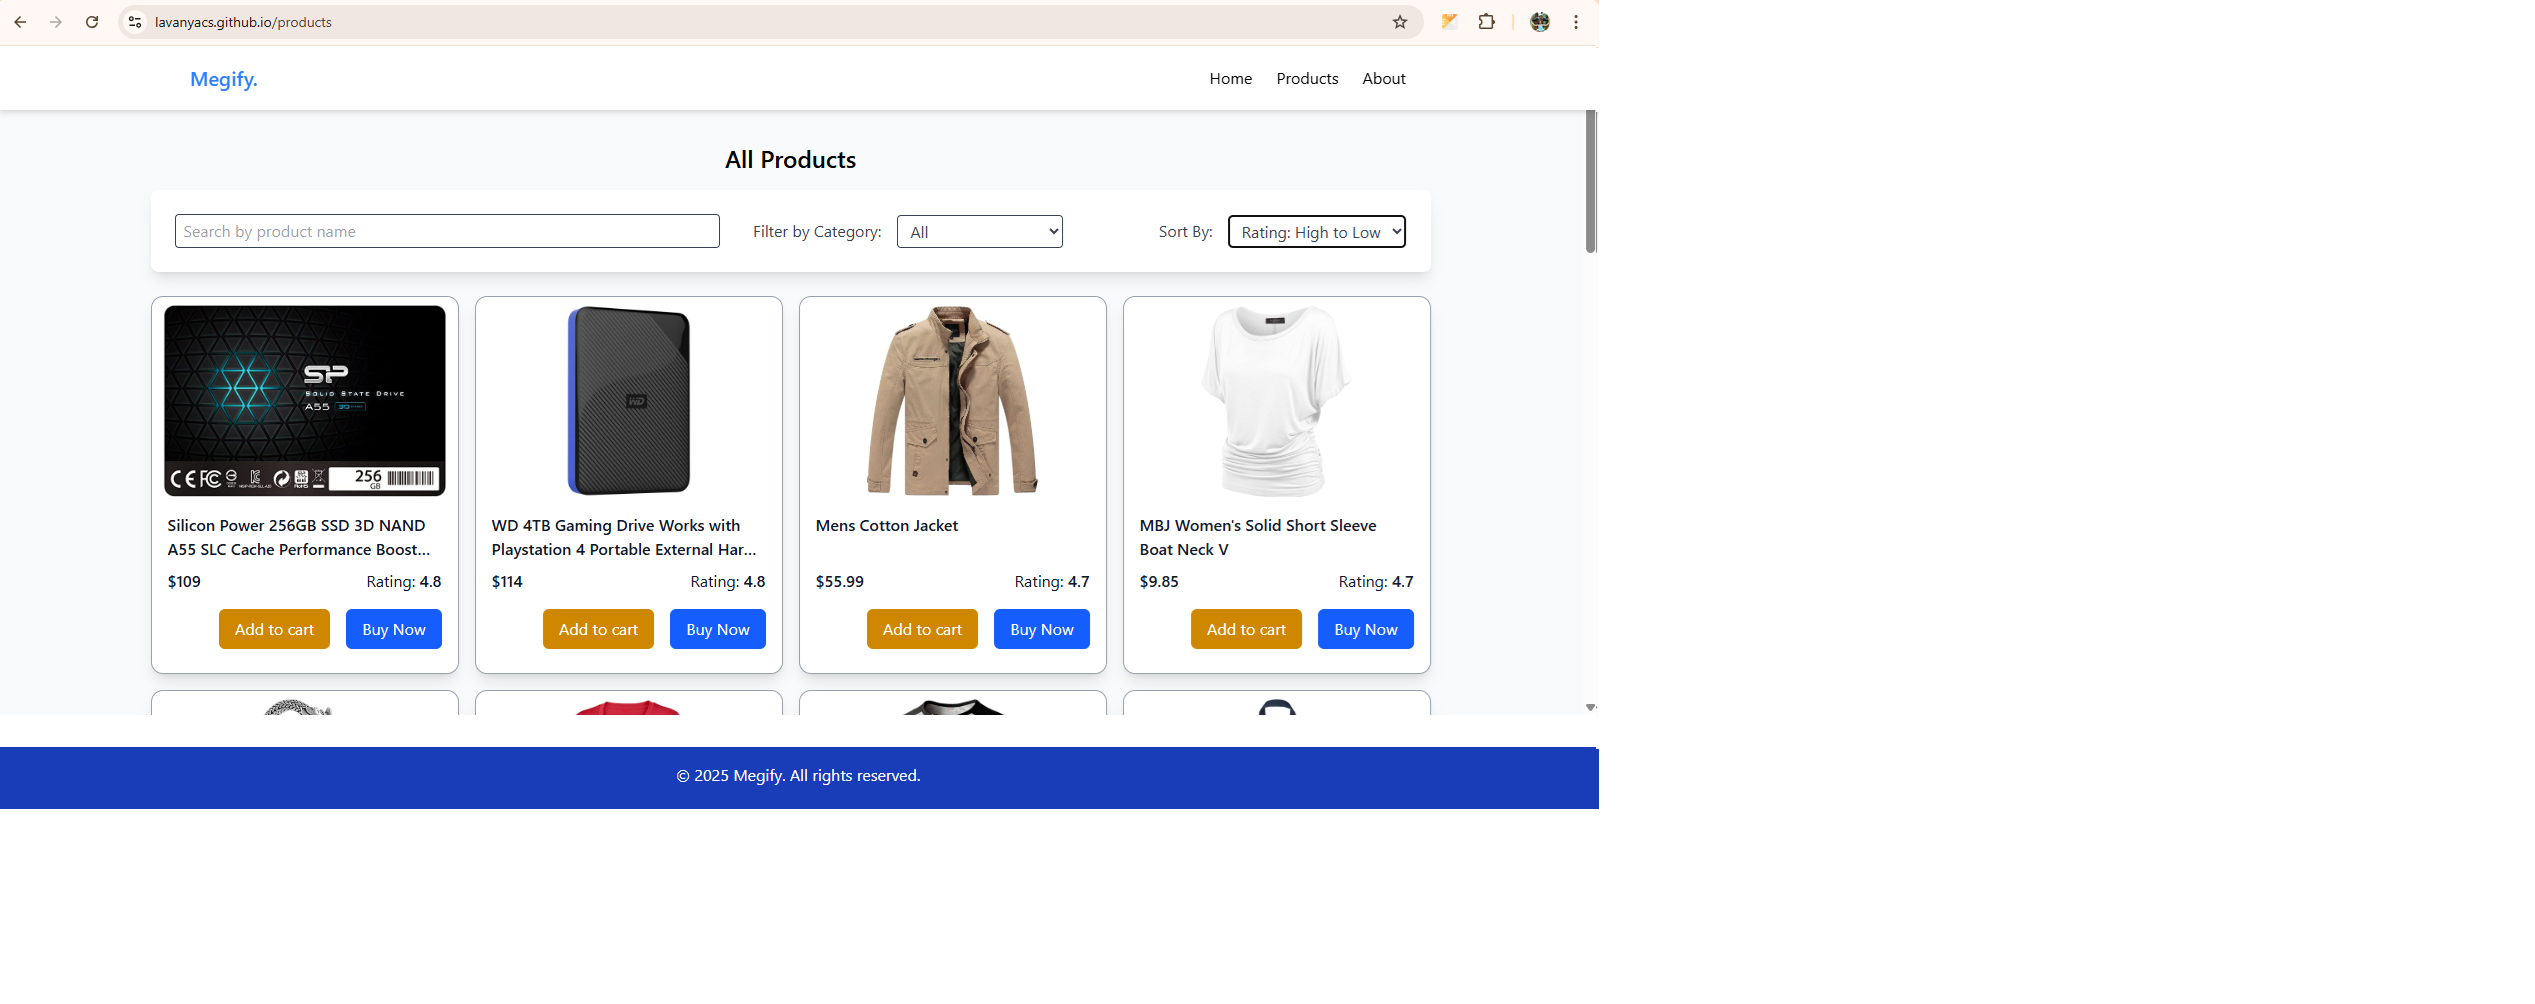 lavanyacs.github.io/products
Megify.
Home Products About
All Products
Search by product name
Filter by Category: All
Sort By: Rating: High to Low
SP
SOLID STATE DRIVE
A55
256
GB
WD
Silicon Power 256GB SSD 3D NAND
A55 SLC Cache Performance Boost...
$109 Rating: 4.8
Add to cart Buy Now
WD 4TB Gaming Drive Works with
Playstation 4 Portable External Har...
$114 Rating: 4.8
Add to cart Buy Now
Mens Cotton Jacket
$55.99 Rating: 4.7
Add to cart Buy Now
MBJ Women's Solid Short Sleeve
Boat Neck V
$9.85 Rating: 4.7
Add to cart Buy Now
© 2025 Megify. All rights reserved.